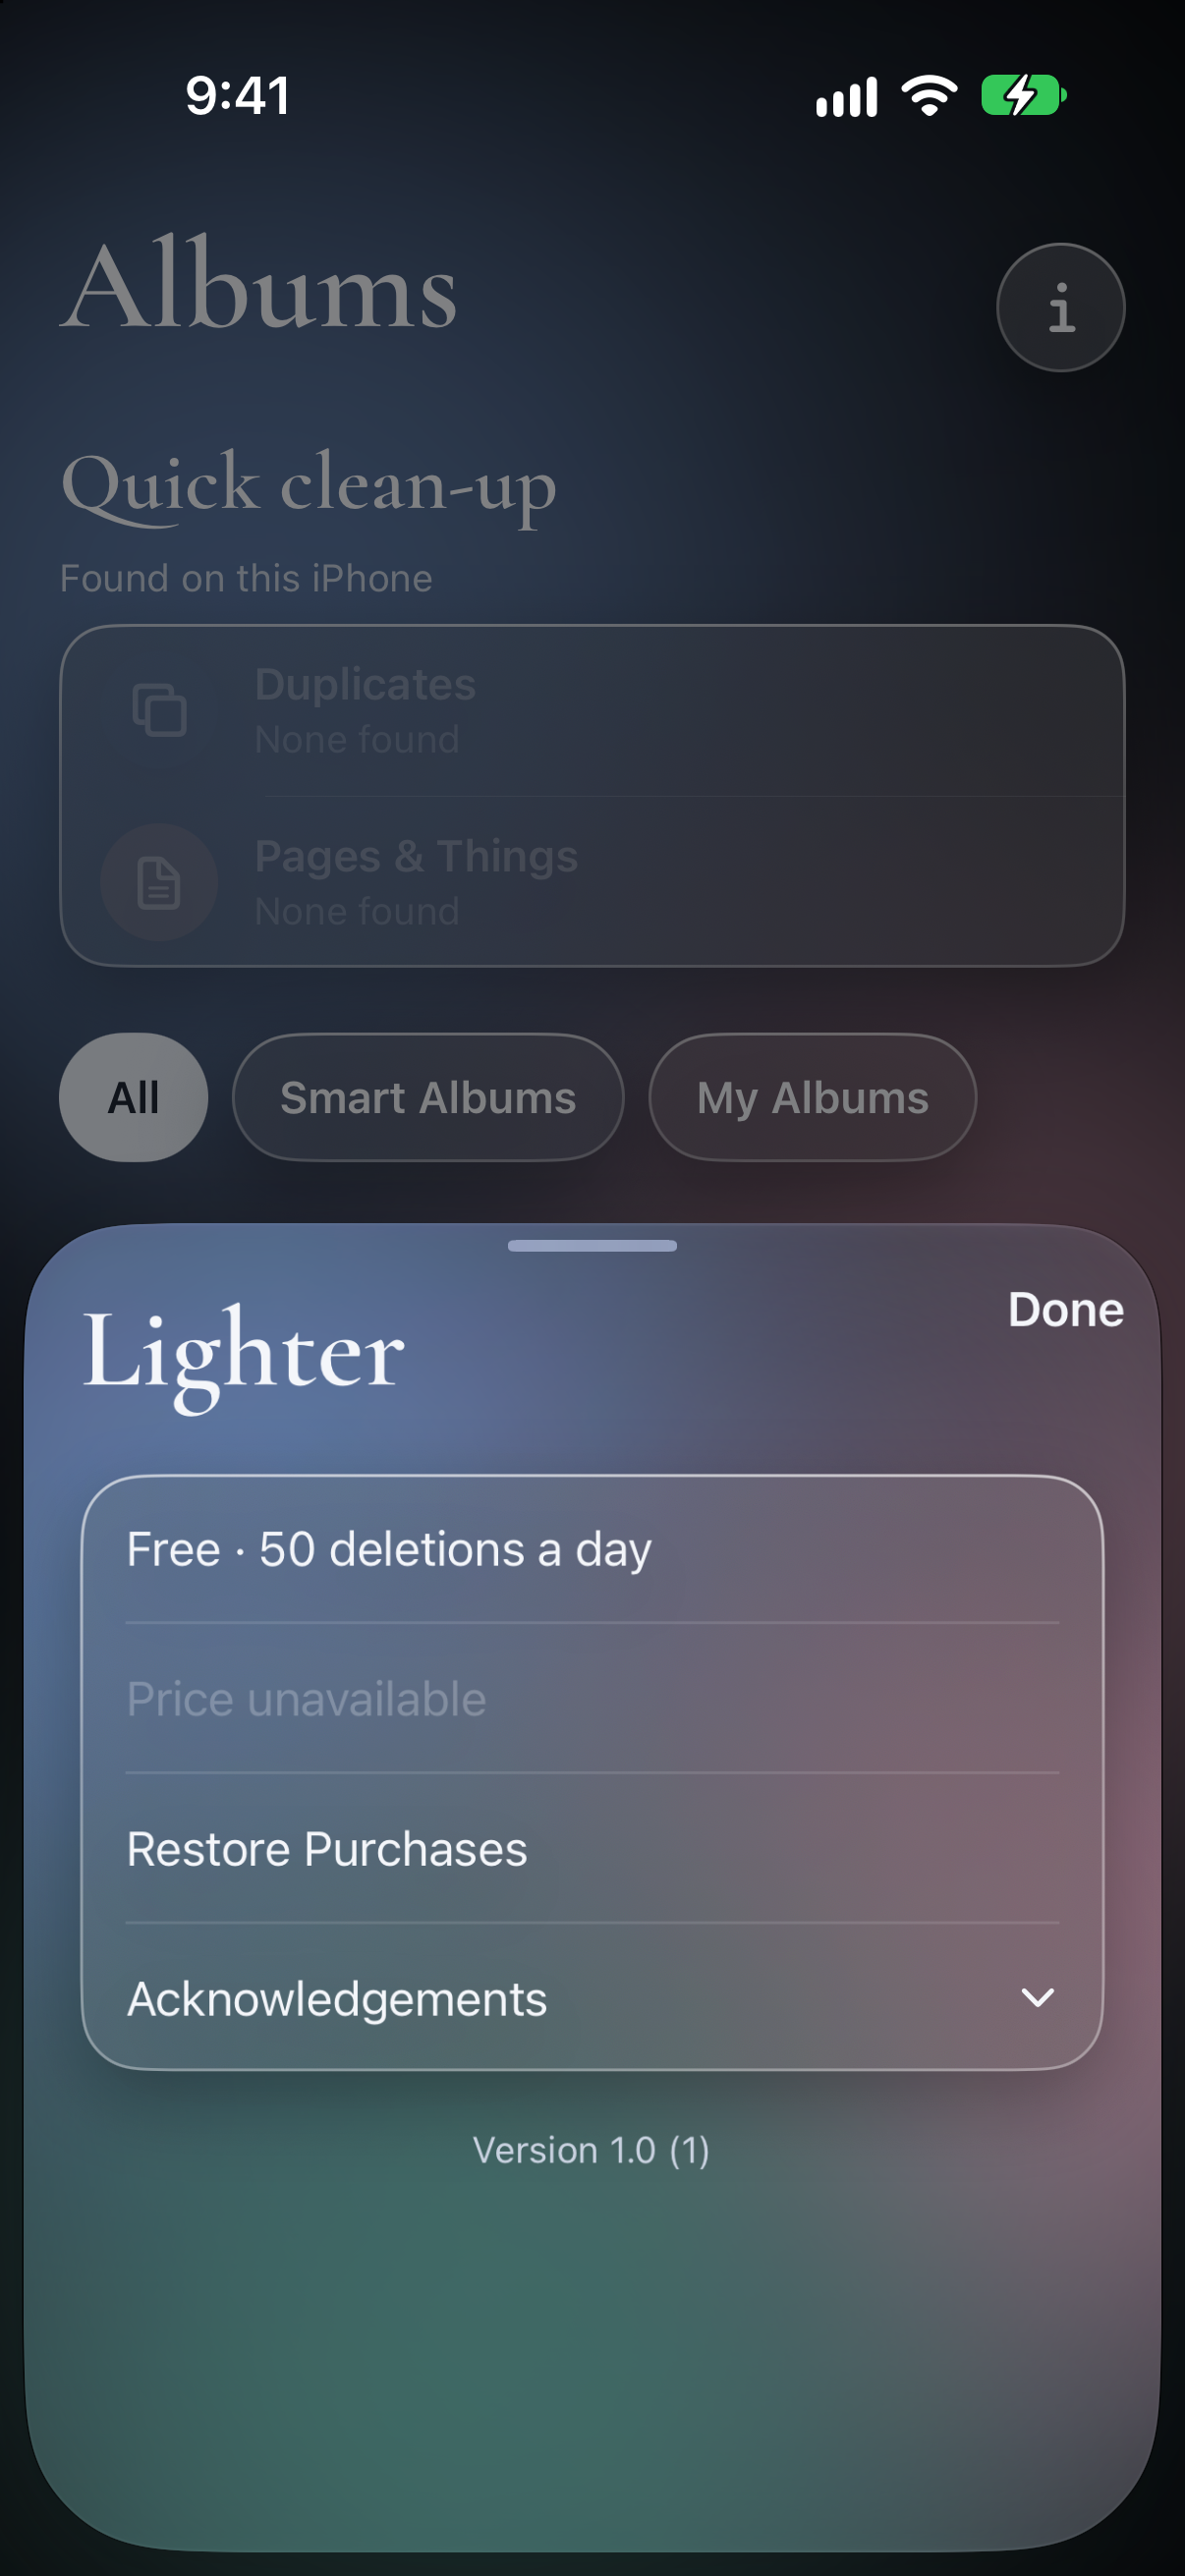 9:41
Albums
Quick clean-up
Found on this iPhone
Duplicates
None found
Pages & Things
None found
All
Smart Albums
My Albums
Done
Lighter
Free · 50 deletions a day
Price unavailable
Restore Purchases
Acknowledgements
Version 1.0 (1)